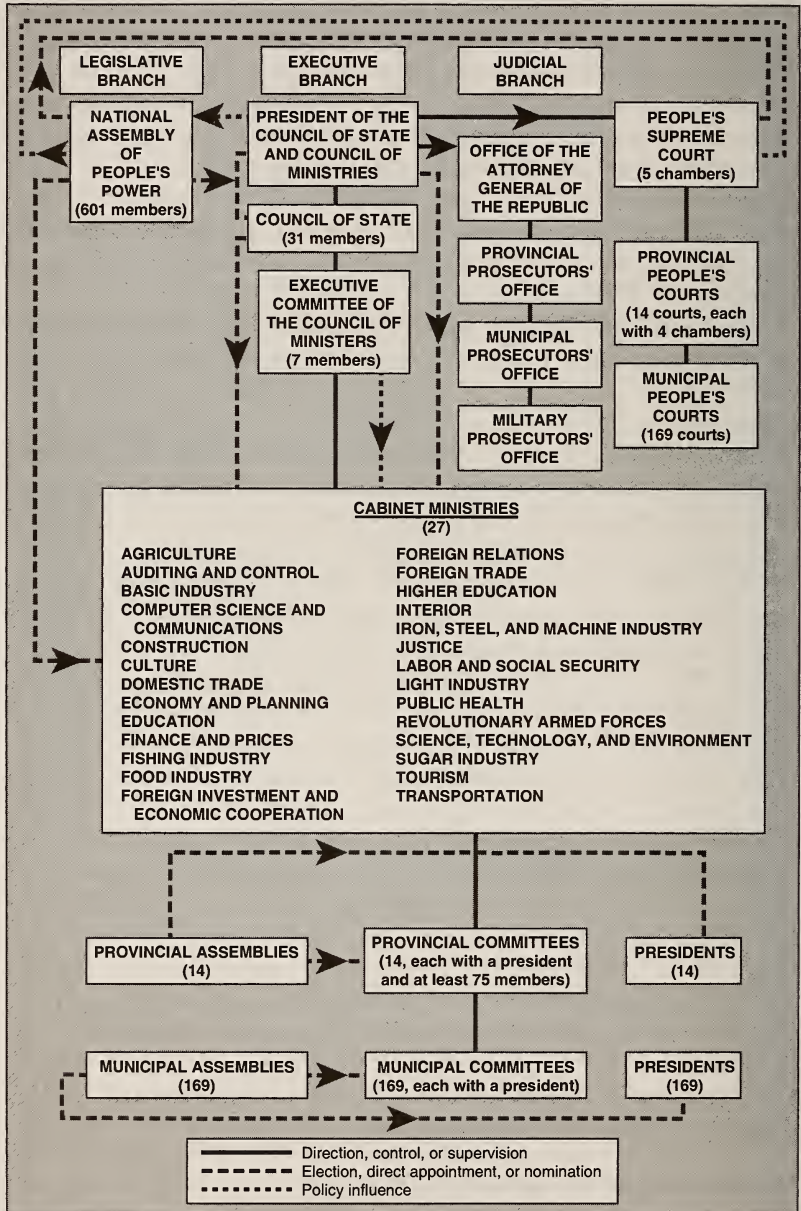 LEGISLATIVE
BRANCH
EXECUTIVE
BRANCH
JUDICIAL
BRANCH
NATIONAL
ASSEMBLY
OF
PEOPLE'S
POWER
(601 members)
PRESIDENT OF THE
COUNCIL OF STATE
AND COUNCIL OF
MINISTRIES
COUNCIL OF STATE
(31 members)
EXECUTIVE
COMMITTEE OF
THE COUNCIL OF
MINISTERS
(7 members)
OFFICE OF THE
ATTORNEY
GENERAL OF
THE REPUBLIC
PROVINCIAL
PROSECUTORS'
OFFICE
MUNICIPAL
PROSECUTORS'
OFFICE
MILITARY
PROSECUTORS'
OFFICE
PEOPLE'S
SUPREME
COURT
(5 chambers)
PROVINCIAL
PEOPLE'S
COURTS
(14 courts, each
with 4 chambers)
MUNICIPAL
PEOPLE'S
COURTS
(169 courts)
CABINET MINISTRIES
(27)
AGRICULTURE
AUDITING AND CONTROL
BASIC INDUSTRY
COMPUTER SCIENCE AND
COMMUNICATIONS
CONSTRUCTION
CULTURE
DOMESTIC TRADE
ECONOMY AND PLANNING
EDUCATION
FINANCE AND PRICES
FISHING INDUSTRY
FOOD INDUSTRY
FOREIGN INVESTMENT AND
ECONOMIC COOPERATION
FOREIGN RELATIONS
FOREIGN TRADE
HIGHER EDUCATION
INTERIOR
IRON, STEEL, AND MACHINE INDUSTRY
JUSTICE
LABOR AND SOCIAL SECURITY
LIGHT INDUSTRY
PUBLIC HEALTH
REVOLUTIONARY ARMED FORCES
SCIENCE, TECHNOLOGY, AND ENVIRONMENT
SUGAR INDUSTRY
TOURISM
TRANSPORTATION
PROVINCIAL ASSEMBLIES
(14)
PROVINCIAL COMMITTEES
(14, each with a president
and at least 75 members)
PRESIDENTS
(14)
MUNICIPAL ASSEMBLIES
(169)
MUNICIPAL COMMITTEES
(169, each with a president)
PRESIDENTS
(169)
Direction, control, or supervision
Election, direct appointment, or nomination
Policy influence